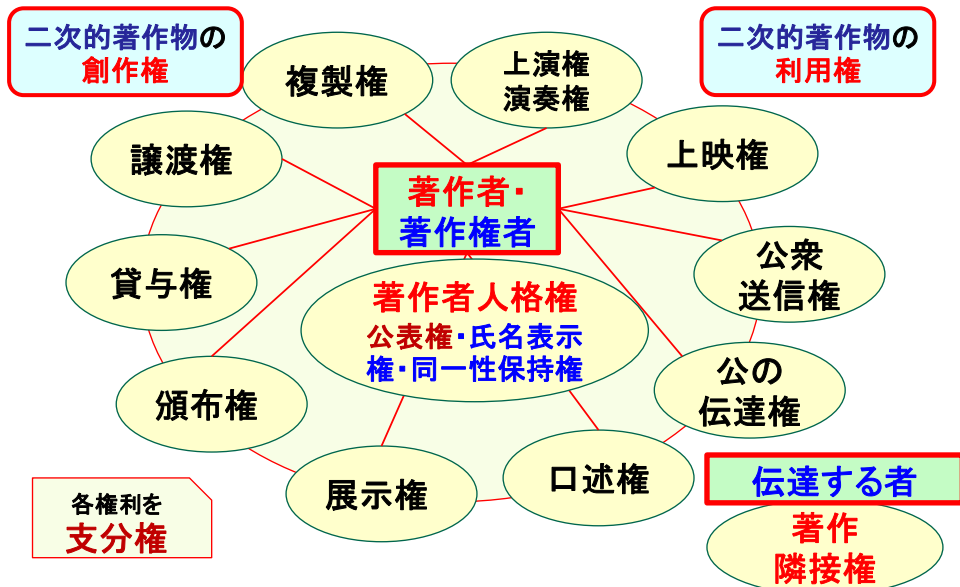 二次的著作物の
創作権
二次的著作物の
利用権
複製権
上演権
演奏権
譲渡権
上映権
著作者・
著作権者
貸与権
公衆
送信権
著作者人格権
公表権・氏名表示
権・同一性保持権
頒布権
公の
伝達権
展示権
口述権
伝達する者
各権利を
支分権
著作
隣接権